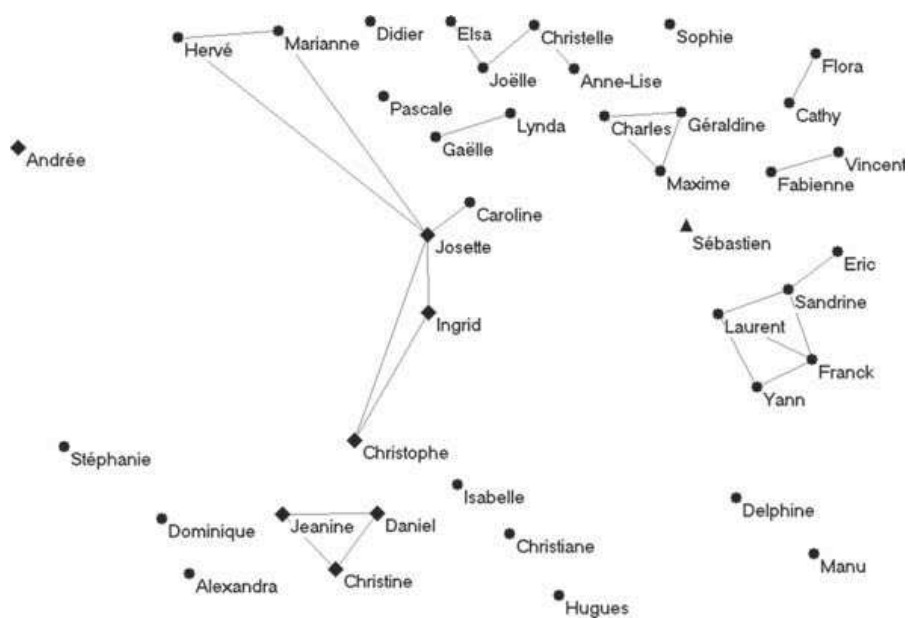 Hervé
Marianne
Didier
Elsa
Christelle
Sophie
Joëlle
Anne-Lise
Flora
Pascale
Lynda
Gaëlle
Charles
Géraldine
Cathy
Andrée
Maxime
Fabienne
Vincent
Caroline
Josette
Sébastien
Eric
Sandrine
Ingrid
Laurent
Franck
Yann
Christophe
Stéphanie
Isabelle
Delphine
Dominique
Jeanine
Daniel
Christiane
Manu
Alexandra
Christine
Hugues